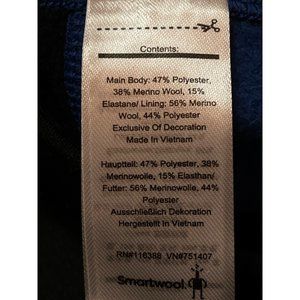 Contents:
Main Body: 47% Polyester,
38% Merino Wool, 15%
Elastane/ Lining: 56% Merino
Wool, 44% Polyester
Exclusive Of Decoration
Made In Vietnam
Hauptteil: 47% Polyester, 38%
Merinowolle, 15% Elasthan/
Futter: 56% Merinowolle, 44%
Polyester
Ausschließlich Dekoration
Hergestellt In Vietnam
RN#116388 VN#751407
Smartwool